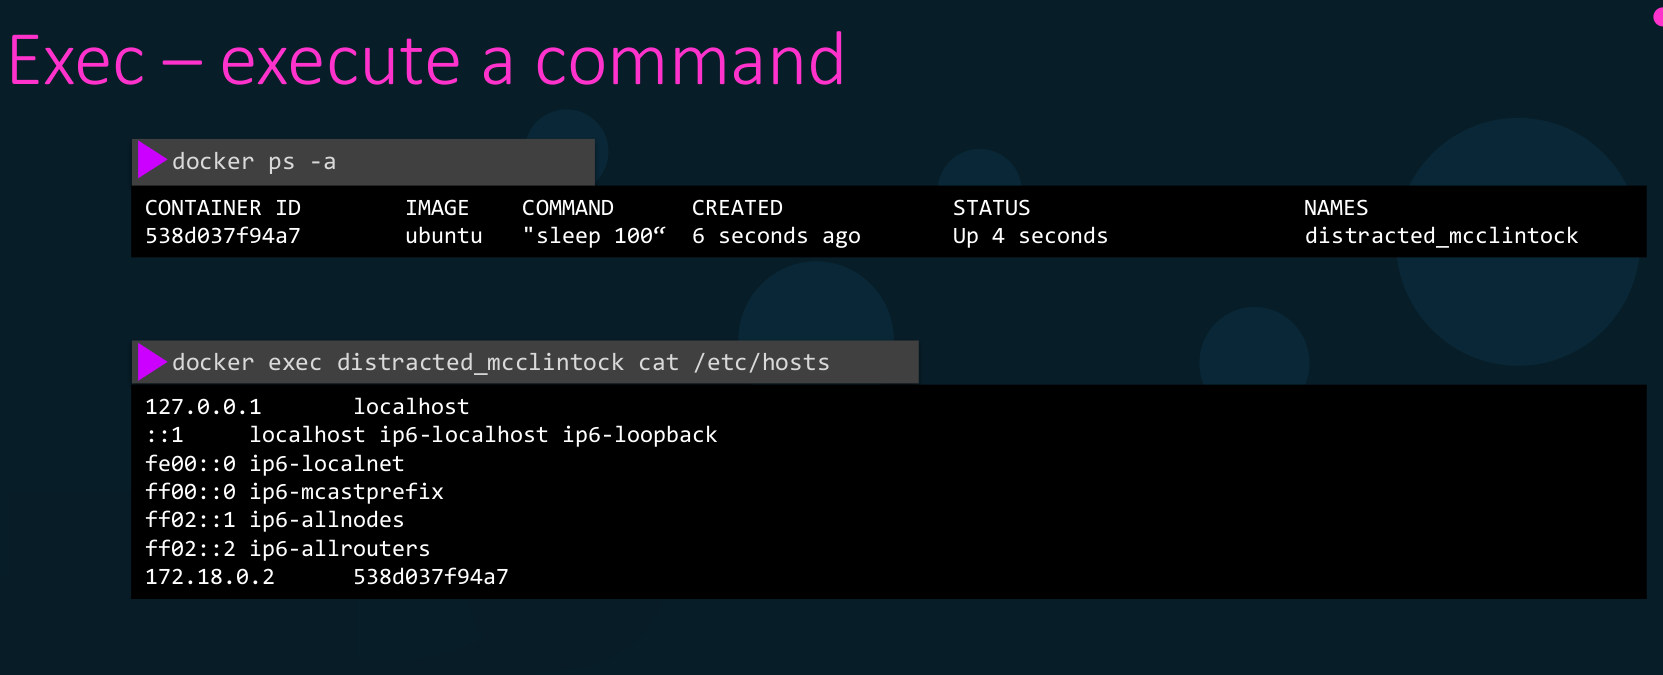 Exec – execute a command
docker ps -a
CONTAINER ID IMAGE COMMAND CREATED STATUS NAMES
538d037f94a7 ubuntu "sleep 100“ 6 seconds ago Up 4 seconds distracted_mcclintock
docker exec distracted_mcclintock cat /etc/hosts
127.0.0.1 localhost
::1 localhost ip6-localhost ip6-loopback
fe00::0 ip6-localnet
ff00::0 ip6-mcastprefix
ff02::1 ip6-allnodes
ff02::2 ip6-allrouters
172.18.0.2 538d037f94a7